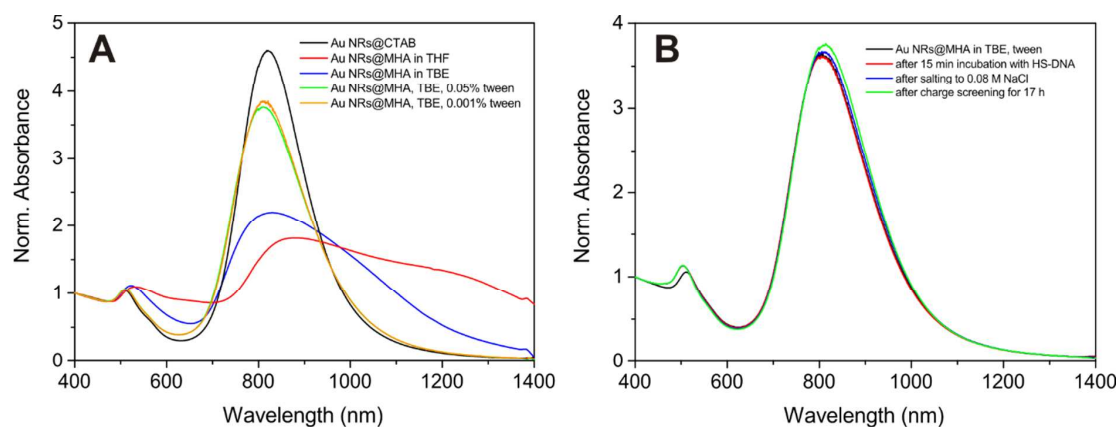 A
Au NRs@CTAB
Au NRs@MHA in THF
Au NRs@MHA in TBE
Au NRs@MHA, TBE, 0.05% tween
Au NRs@MHA, TBE, 0.001% tween
Norm. Absorbance
5
4
3
2
1
0
400 600 800 1000 1200 1400
Wavelength (nm)
B
Au NRs@MHA in TBE, tween
after 15 min incubation with HS-DNA
after salting to 0.08 M NaCl
after charge screening for 17 h
Norm. Absorbance
4
3
2
1
0
400 600 800 1000 1200 1400
Wavelength (nm)